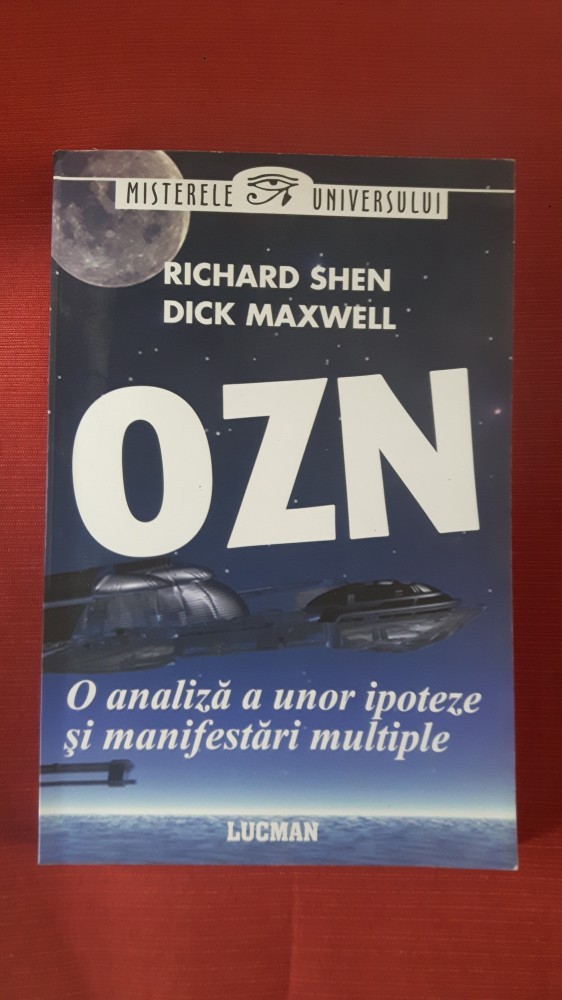 MISTERELE UNIVERSULUI
RICHARD SHEN
DICK MAXWELL
OZN
O analiză a unor ipoteze
şi manifestări multiple
LUCMAN